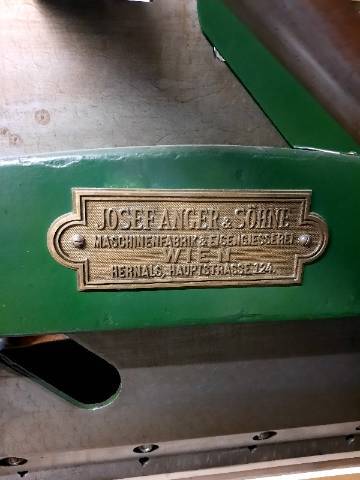 JOSEF ANGER & SÖHNE
MASCHINENFABRIK & EISENGIESSEREI
WIEN
HERNALS, HAUPTSTRASSE 124.